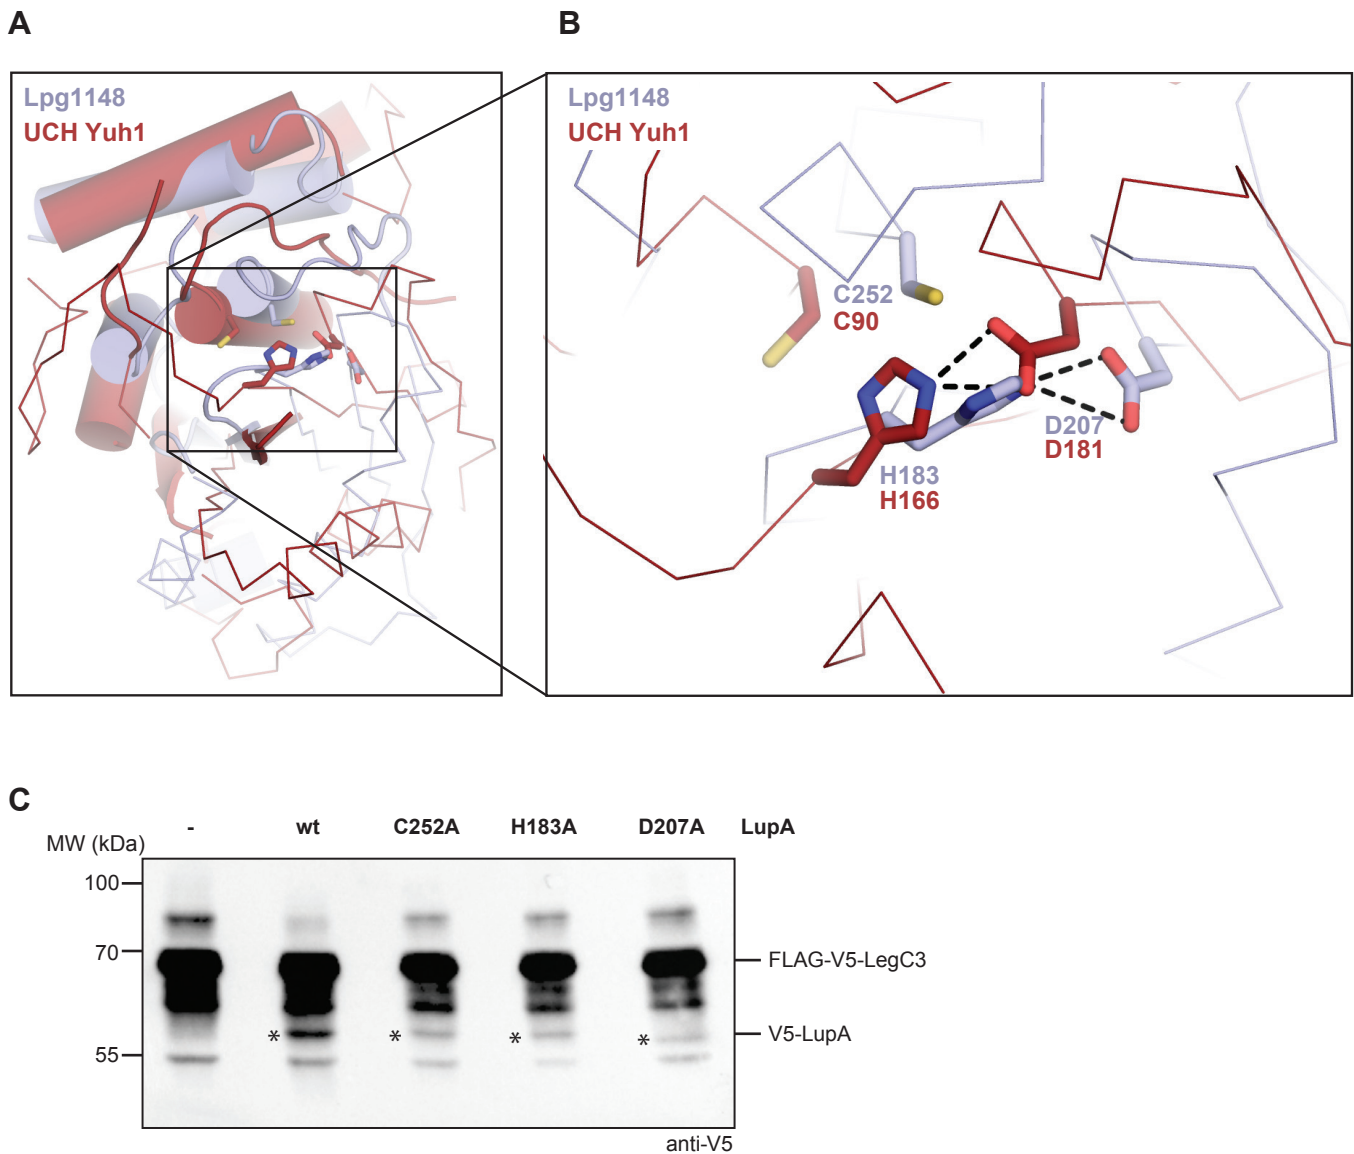 A
B
Lpg1148
UCH Yuh1
Lpg1148
UCH Yuh1
C252
C90
D207
D181
H183
H166
C
- wt C252A H183A D207A LupA
MW (kDa)
100
70
FLAG-V5-LegC3
* * * *
V5-LupA
55
anti-V5